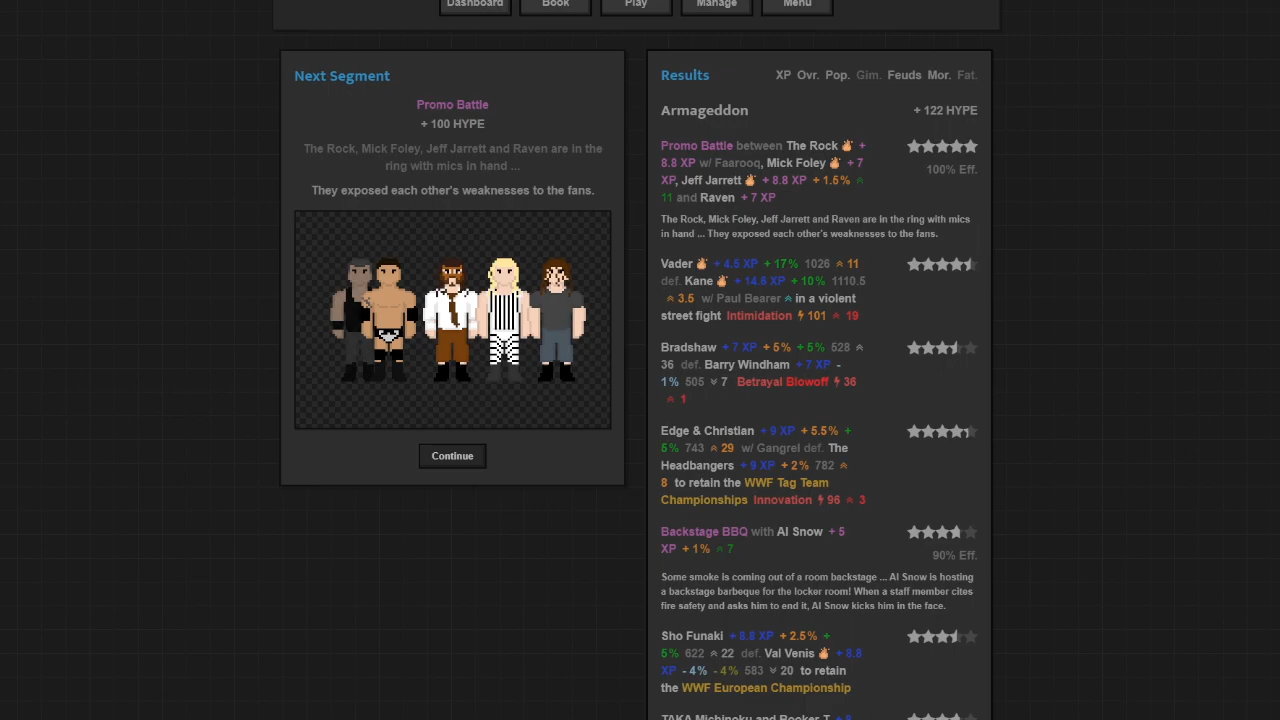 Dashboard Book Play Manage Menu
Next Segment
Promo Battle
+ 100 HYPE
The Rock, Mick Foley, Jeff Jarrett and Raven are in the
ring with mics in hand ...
They exposed each other's weaknesses to the fans.
Continue
Results XP Ovr. Pop. Gim. Feuds Mor. Fat.
Armageddon + 122 HYPE
Promo Battle between The Rock +
8.8 XP w/ Faarooq, Mick Foley + 7
XP, Jeff Jarrett + 8.8 XP + 1.5%
11 and Raven + 7 XP
100% Eff.
The Rock, Mick Foley, Jeff Jarrett and Raven are in the ring with mics
in hand ... They exposed each other's weaknesses to the fans.
Vader + 4.5 XP + 17% 1026 11
def. Kane + 14.6 XP + 10% 1110.5
3.5 w/ Paul Bearer in a violent
street fight Intimidation 101 19
Bradshaw + 7 XP + 5% + 5% 528
36 def. Barry Windham + 7 XP -
1% 505 7 Betrayal Blowoff 36
1
Edge & Christian + 9 XP + 5.5% +
5% 743 29 w/ Gangrel def. The
Headbangers + 9 XP + 2% 782
8 to retain the WWF Tag Team
Championships Innovation 96 3
Backstage BBQ with Al Snow + 5
XP + 1% 7
90% Eff.
Some smoke is coming out of a room backstage ... Al Snow is hosting
a backstage barbeque for the locker room! When a staff member cites
fire safety and asks him to end it, Al Snow kicks him in the face.
Sho Funaki + 8.8 XP + 2.5% +
5% 622 22 def. Val Venis + 8.8
XP - 4% - 4% 583 20 to retain
the WWF European Championship
TAKA Michinoku and Booker T + 8